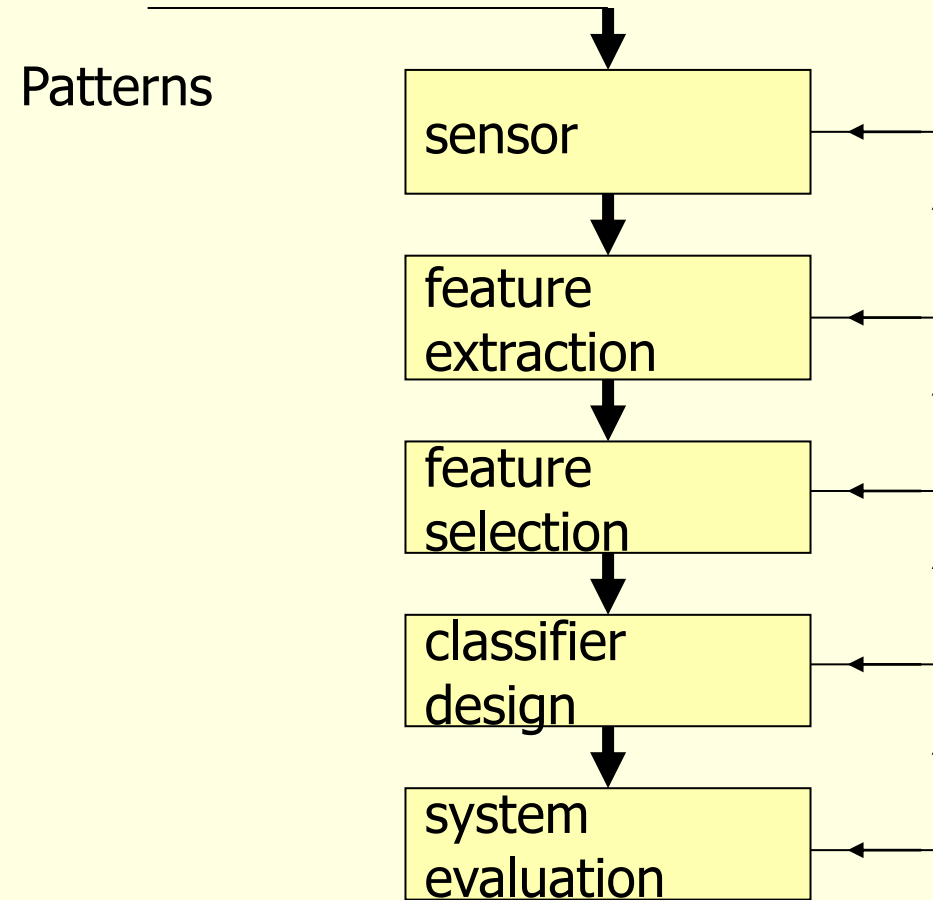 Patterns
sensor
feature
extraction
feature
selection
classifier
design
system
evaluation